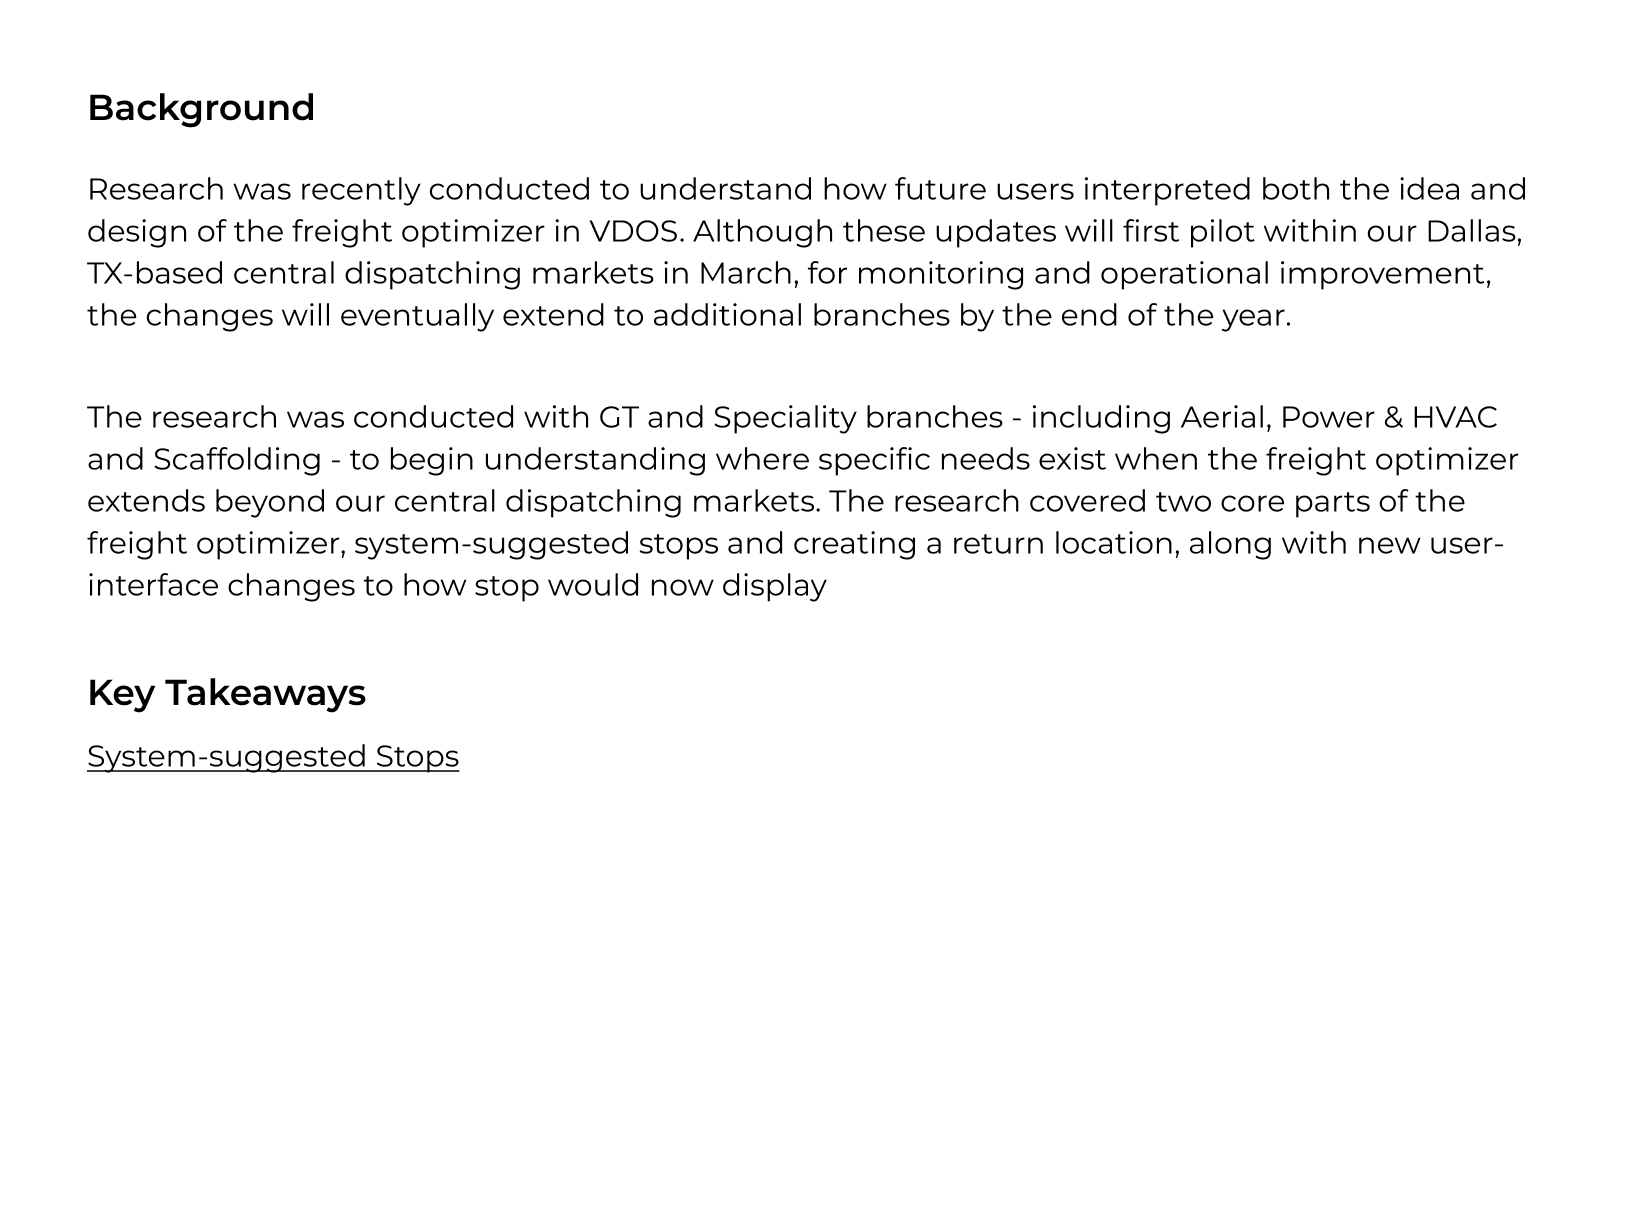 Background
Research was recently conducted to understand how future users interpreted both the idea and
design of the freight optimizer in VDOS. Although these updates will first pilot within our Dallas,
TX-based central dispatching markets in March, for monitoring and operational improvement,
the changes will eventually extend to additional branches by the end of the year.
The research was conducted with GT and Speciality branches - including Aerial, Power & HVAC
and Scaffolding - to begin understanding where specific needs exist when the freight optimizer
extends beyond our central dispatching markets. The research covered two core parts of the
freight optimizer, system-suggested stops and creating a return location, along with new user-
interface changes to how stop would now display
Key Takeaways
System-suggested Stops